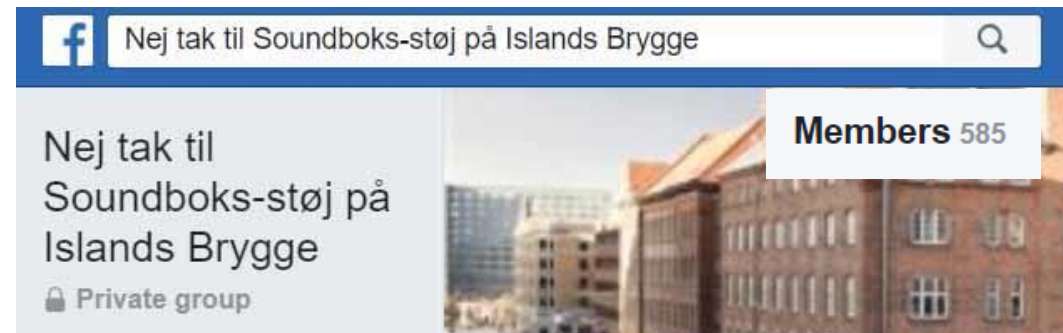 f Nej tak til Soundboks-støj på Islands Brygge
Members 585
Nej tak til
Soundboks-støj på
Islands Brygge
Private group